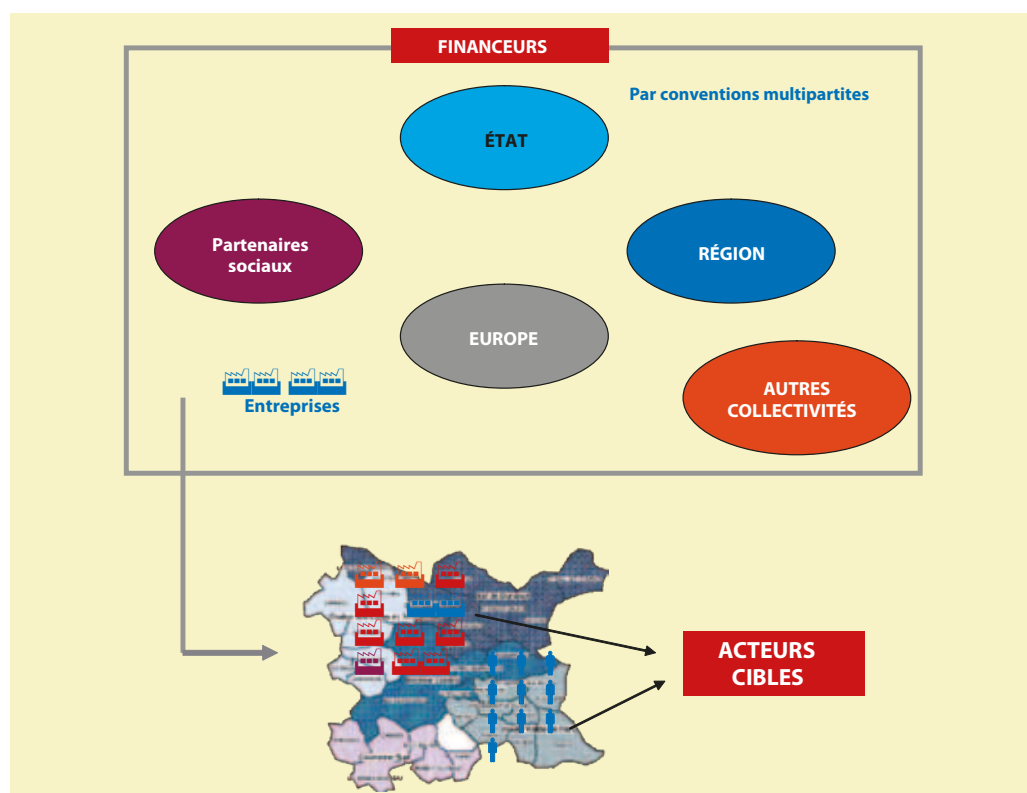 FINANCEURS
Par conventions multipartites
ÉTAT
Partenaires
sociaux
RÉGION
EUROPE
AUTRES
COLLECTIVITÉS
Entreprises
ACTEURS
CIBLES